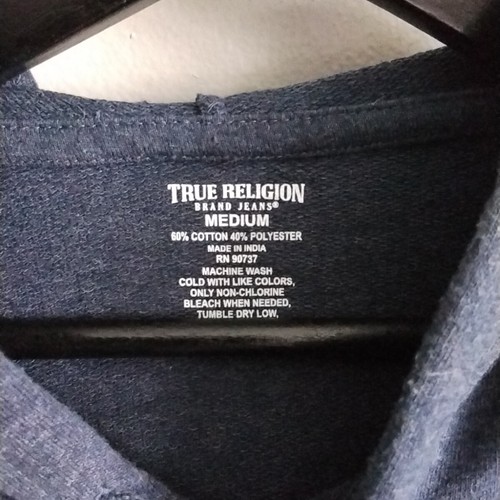 TRUE RELIGION
BRAND JEANS®
MEDIUM
60% COTTON 40% POLYESTER
MADE IN INDIA
RN 90737
MACHINE WASH
COLD WITH LIKE COLORS,
ONLY NON-CHLORINE
BLEACH WHEN NEEDED,
TUMBLE DRY LOW,